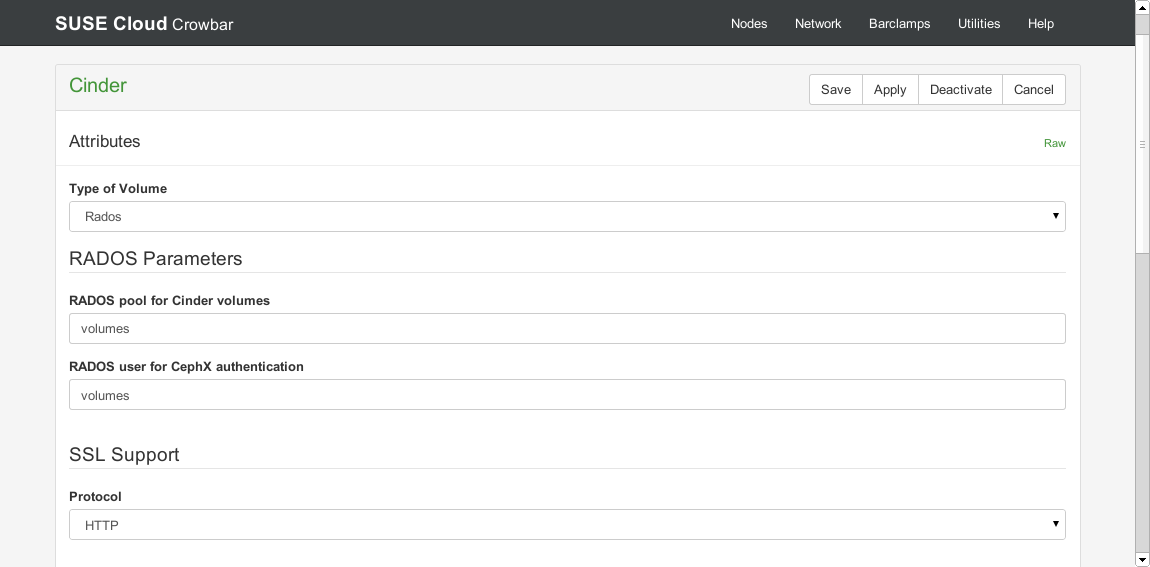 SUSE Cloud Crowbar Nodes Network Barclamps Utilities Help
Cinder Save Apply Deactivate Cancel
Attributes Raw
Type of Volume
Rados
RADOS Parameters
RADOS pool for Cinder volumes
volumes
RADOS user for CephX authentication
volumes
SSL Support
Protocol
HTTP